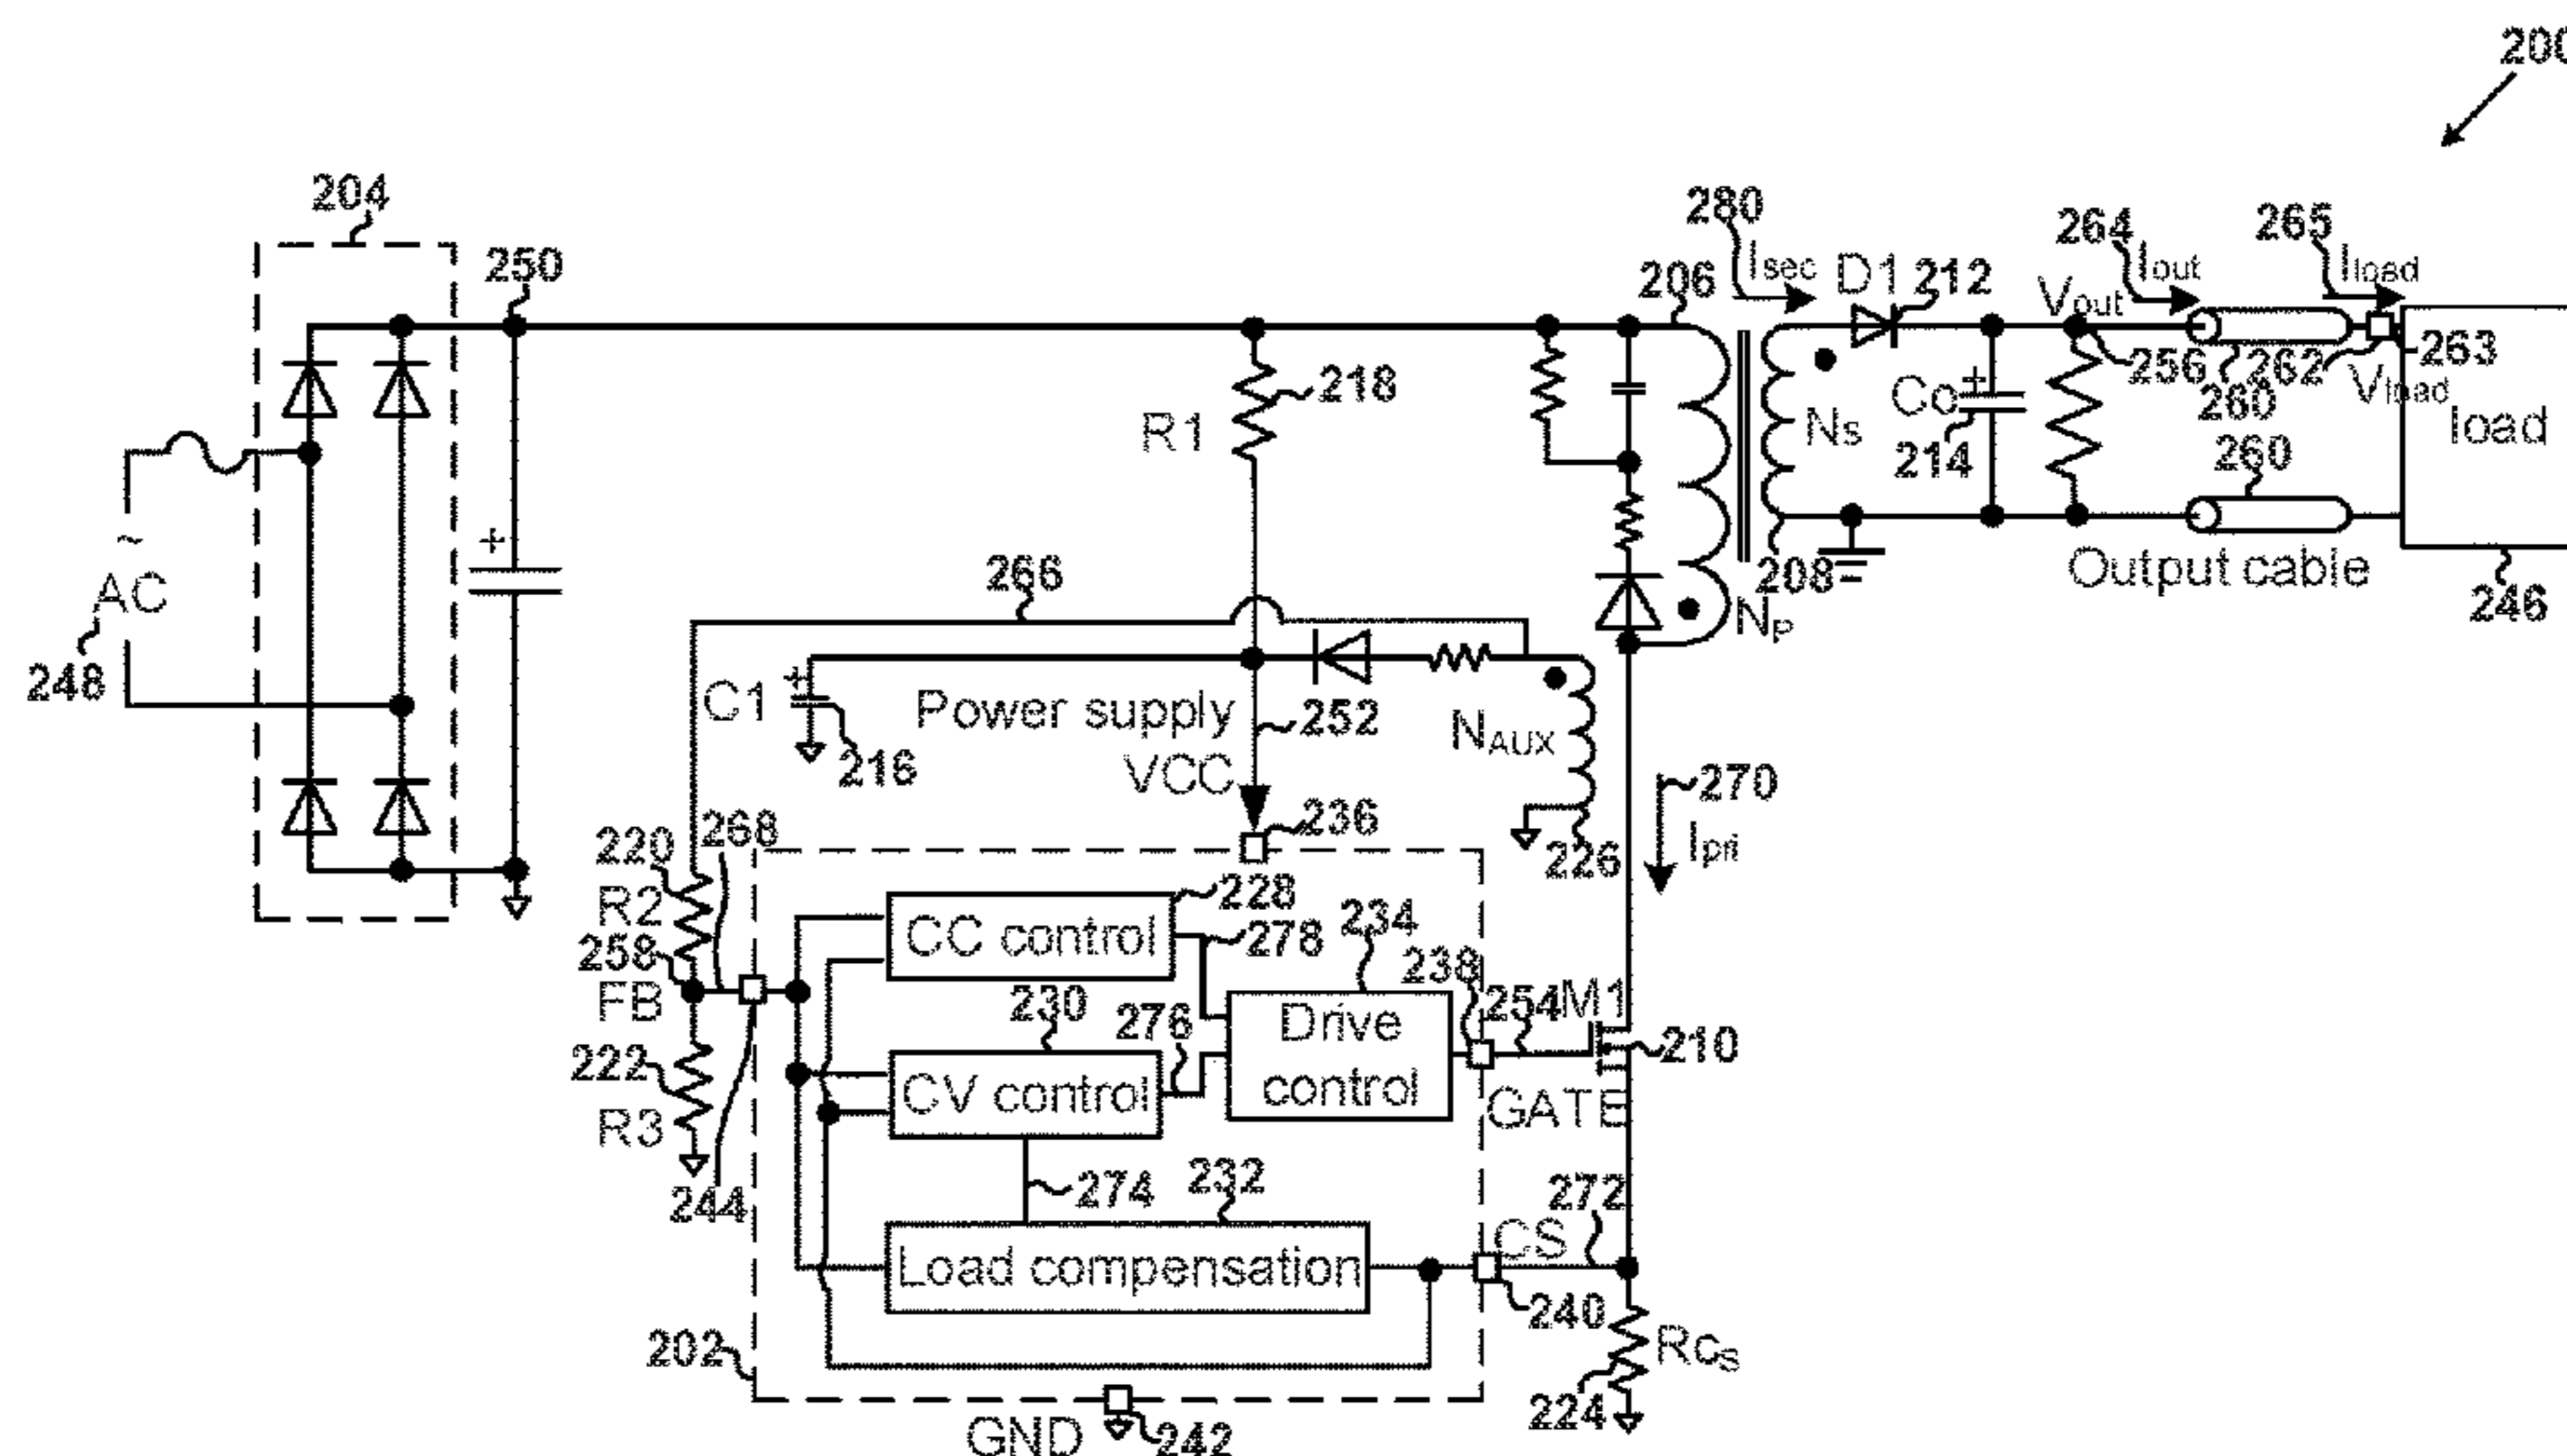 200
204
250
280
Isec
D1
212
206
264
Iout
265
Iload
Vout
256
260
262
263
Vload
load
218
R1
Co
+
214
Ns
260
Output cable
246
208
NP
+
~
AC
248
266
C1
+
216
Power supply
VCC
252
NAUX
226
236
270
Ipri
220
R2
268
258
FB
222
R3
244
CC control
228
278
234
238
230
276
CV control
Drive
control
254
M1
210
GATE
274
232
Load compensation
272
CS
240
RCS
224
202
GND
242